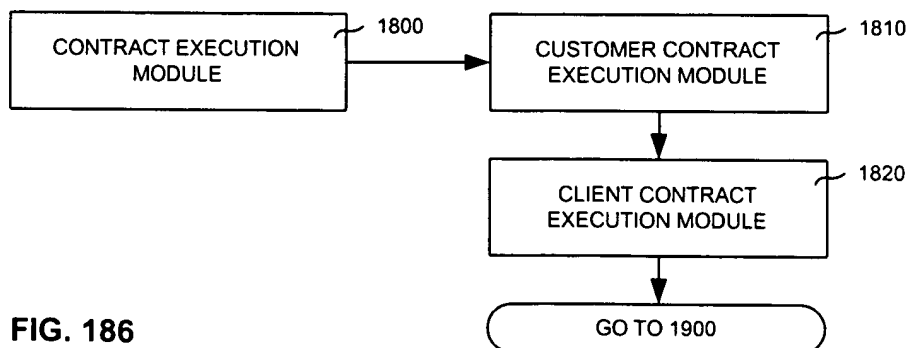 CONTRACT EXECUTION
MODULE
1800
CUSTOMER CONTRACT
EXECUTION MODULE
1810
CLIENT CONTRACT
EXECUTION MODULE
1820
GO TO 1900
FIG. 186